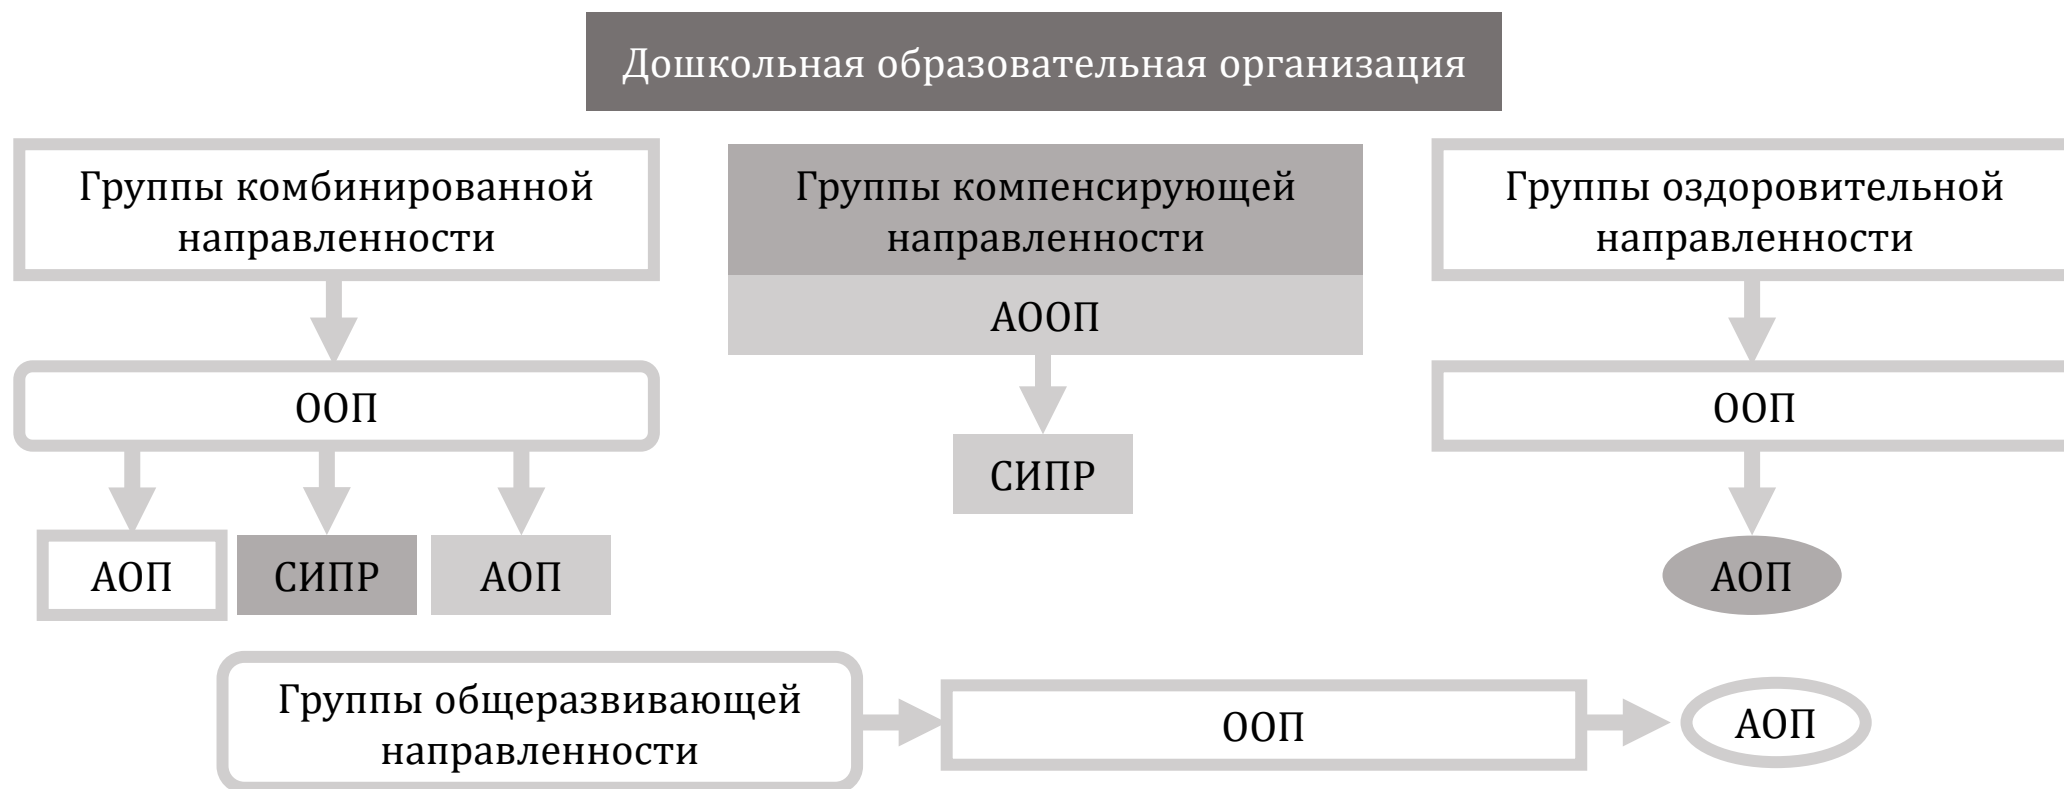 Дошкольная образовательная организация
Группы комбинированной
направленности
Группы компенсирующей
направленности
Группы оздоровительной
направленности
АООП
ООП
ООП
СИПР
АОП
СИПР
АОП
АОП
Группы общеразвивающей
направленности
ООП
АОП